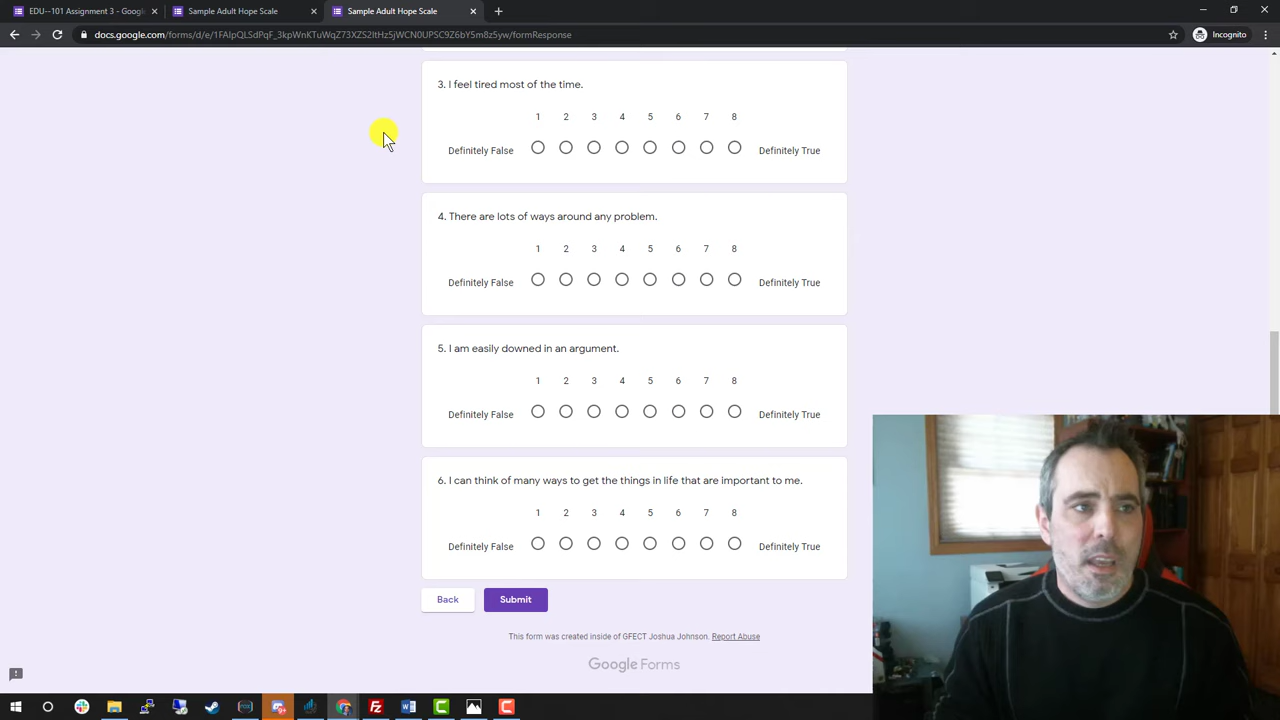 EDU--101 Assignment 3 - Google
Sample Adult Hope Scale
Sample Adult Hope Scale
docs.google.com/forms/d/e/1FAIpQLSdPqF_3kpWnKTuWqZ73XZS2ItHz5jWCN0UPSC9Z6bY5m8z5yw/formResponse
Incognito
3. I feel tired most of the time.
1 2 3 4 5 6 7 8
Definitely False Definitely True
4. There are lots of ways around any problem.
1 2 3 4 5 6 7 8
Definitely False Definitely True
5. I am easily downed in an argument.
1 2 3 4 5 6 7 8
Definitely False Definitely True
6. I can think of many ways to get the things in life that are important to me.
1 2 3 4 5 6 7 8
Definitely False Definitely True
Back Submit
This form was created inside of GFECT Joshua Johnson. Report Abuse
Google Forms